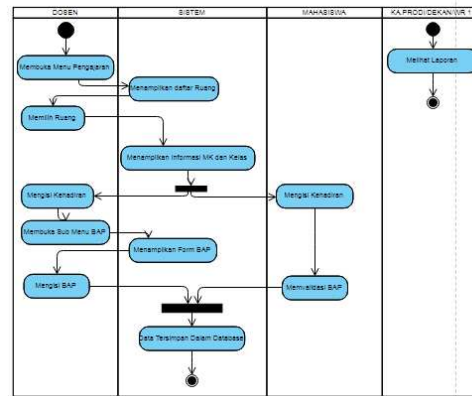 DOSEN
SISTEM
MAHASISWA
KA.PRODI/DEKAN/WR 1
Membuka Menu Pengajaran
Melihat Laporan
Menampilkan daftar Ruang
Memilih Ruang
Menampilkan Informasi MK dan Kelas
Mengisi Kehadiran
Mengisi Kehadiran
Membuka Sub Menu BAP
Menampilkan Form BAP
Mengisi BAP
Memvalidasi BAP
Data Tersimpan Dalam Database